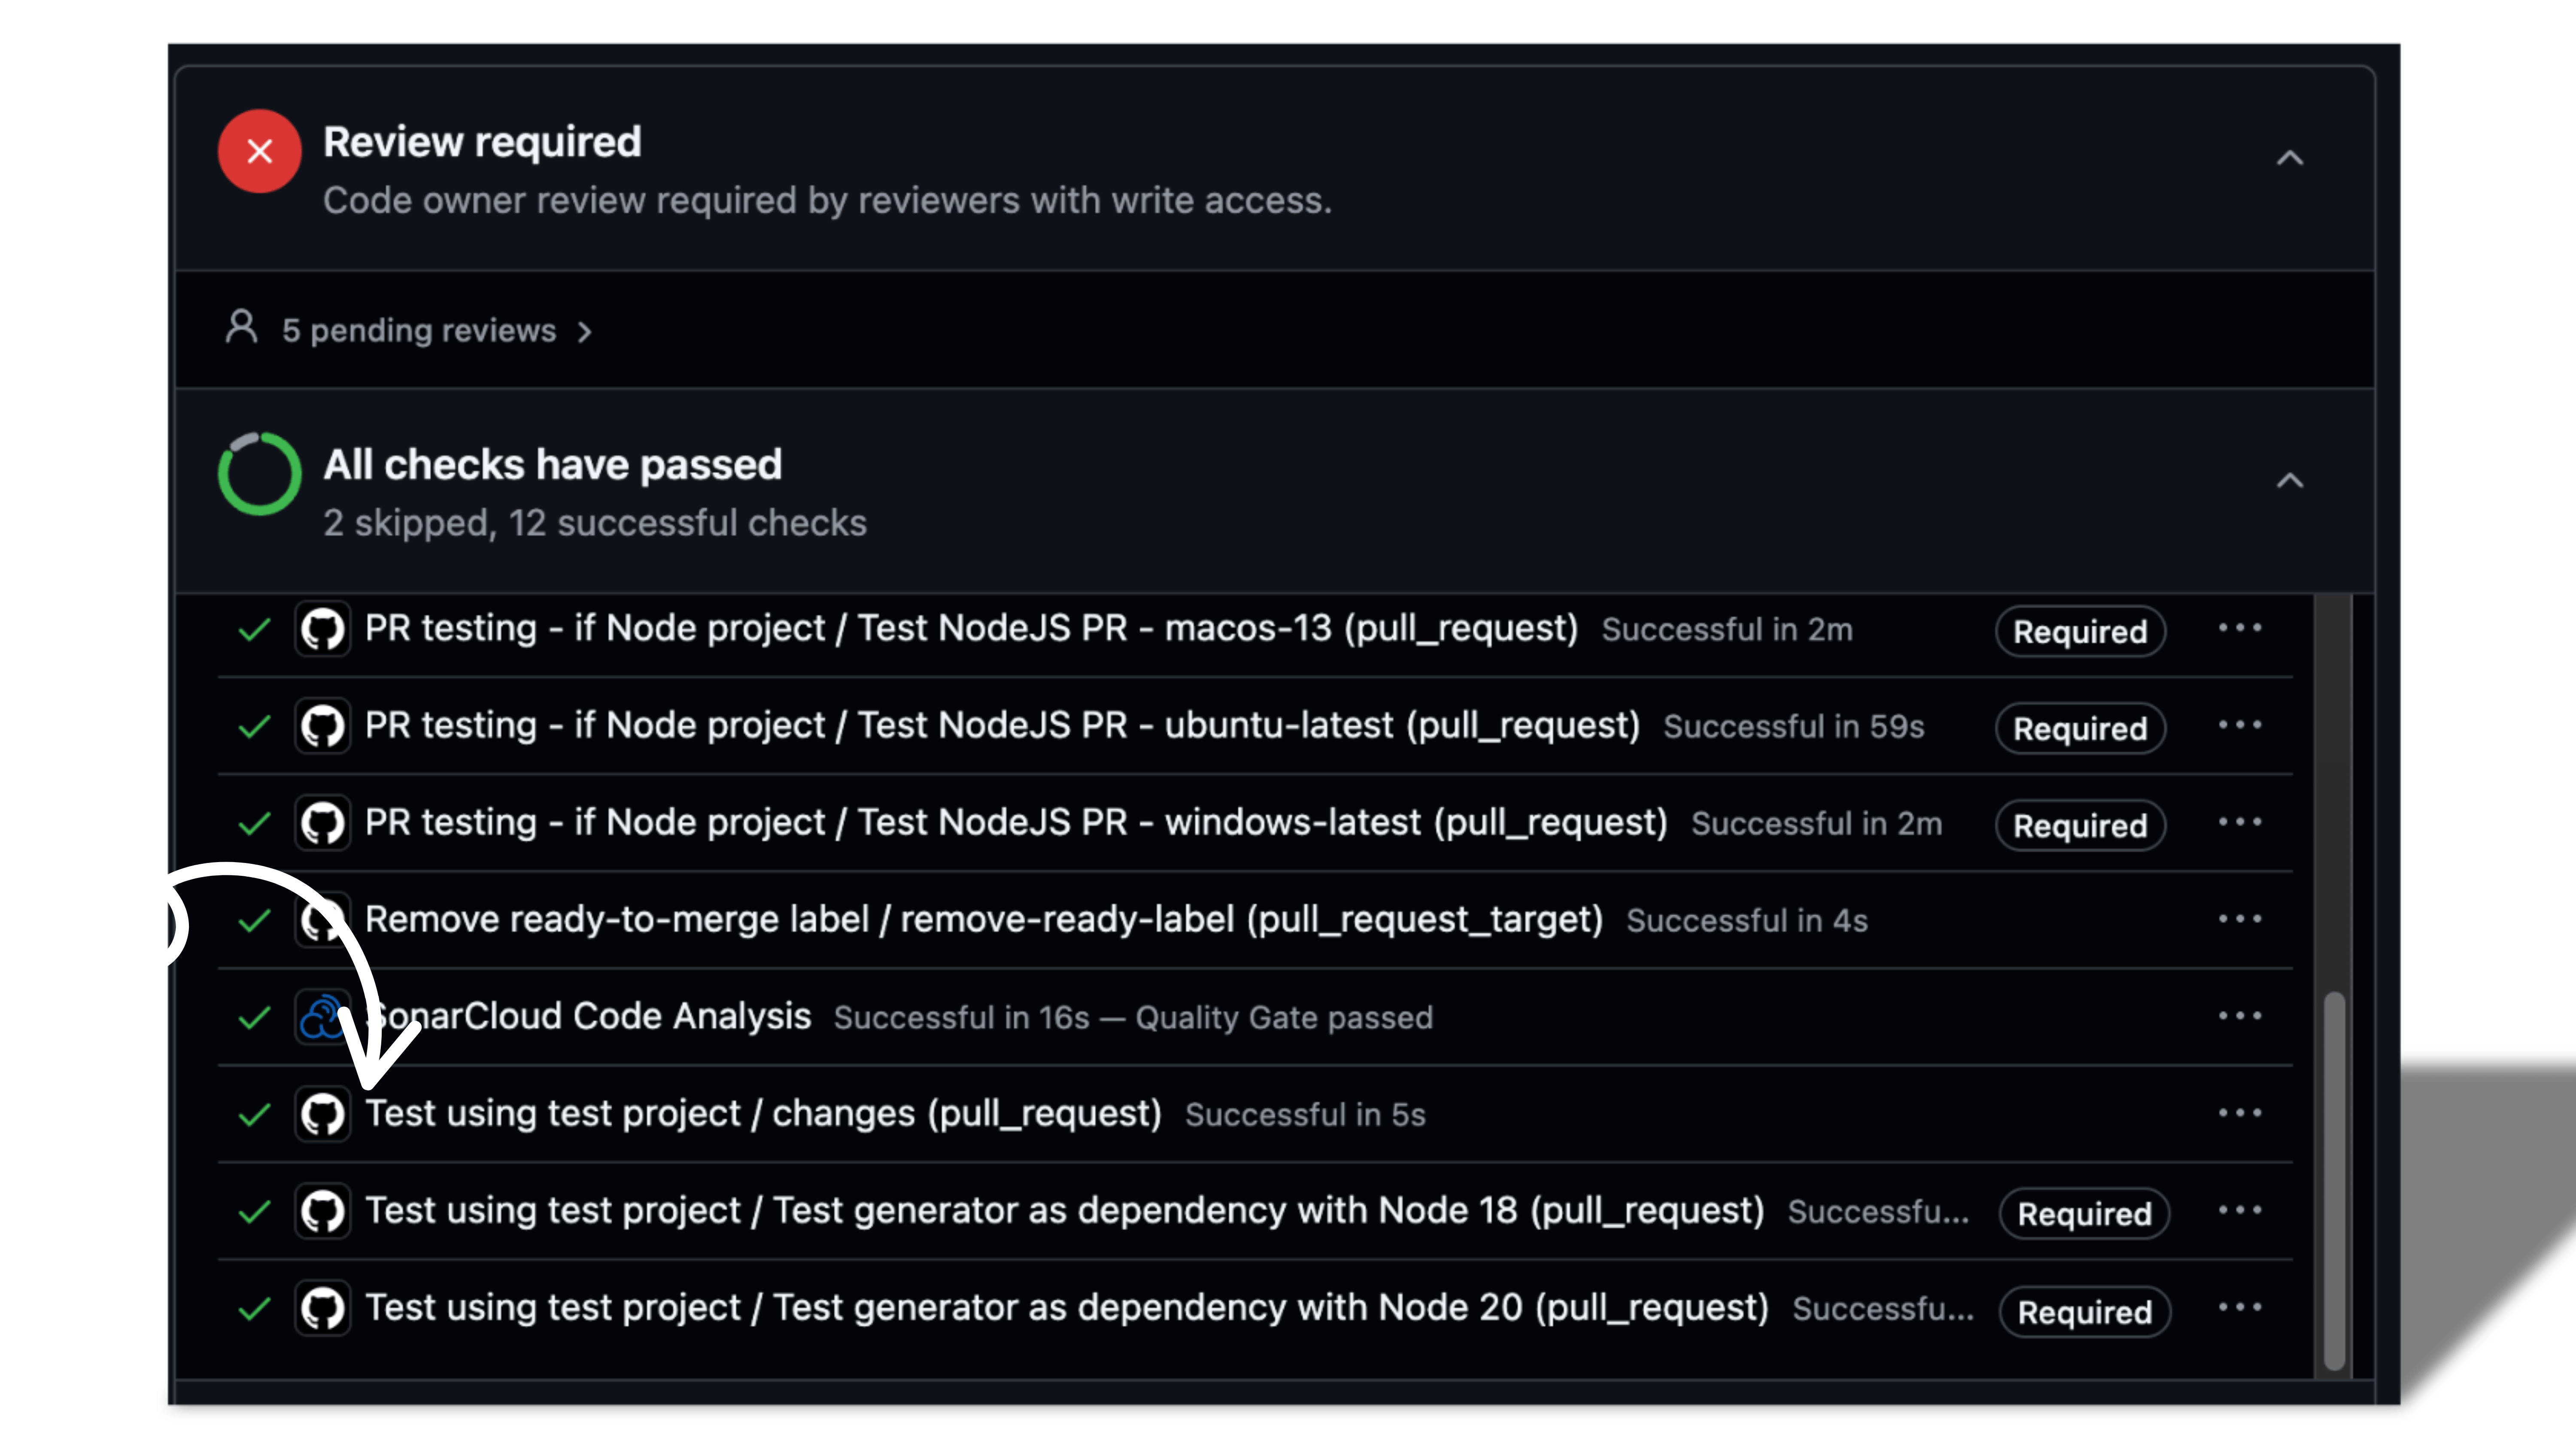 Review required
Code owner review required by reviewers with write access.
5 pending reviews
All checks have passed
2 skipped, 12 successful checks
PR testing - if Node project / Test NodeJS PR - macos-13 (pull_request) Successful in 2m Required
PR testing - if Node project / Test NodeJS PR - ubuntu-latest (pull_request) Successful in 59s Required
PR testing - if Node project / Test NodeJS PR - windows-latest (pull_request) Successful in 2m Required
Remove ready-to-merge label / remove-ready-label (pull_request_target) Successful in 4s
SonarCloud Code Analysis Successful in 16s — Quality Gate passed
Test using test project / changes (pull_request) Successful in 5s
Test using test project / Test generator as dependency with Node 18 (pull_request) Successfu... Required
Test using test project / Test generator as dependency with Node 20 (pull_request) Successfu... Required